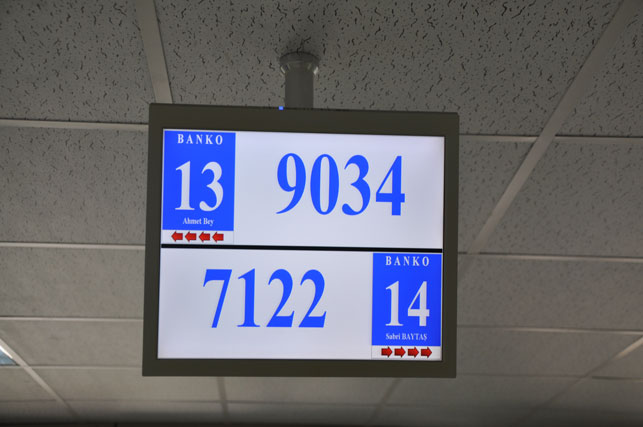 BANKO
13
Ahmet Bey
9034
7122
BANKO
14
Sabri BAYTAŞ